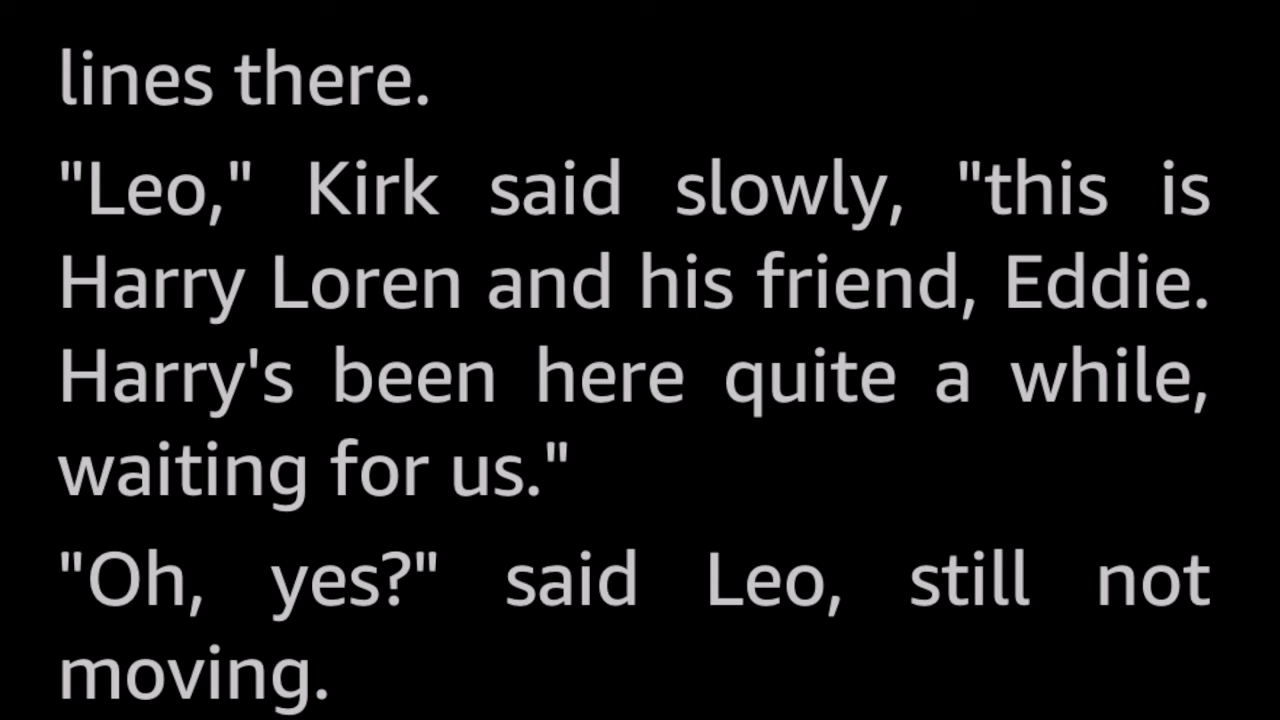 lines there.
"Leo," Kirk said slowly, "this is
Harry Loren and his friend, Eddie.
Harry's been here quite a while,
waiting for us."
"Oh, yes?" said Leo, still not
moving.